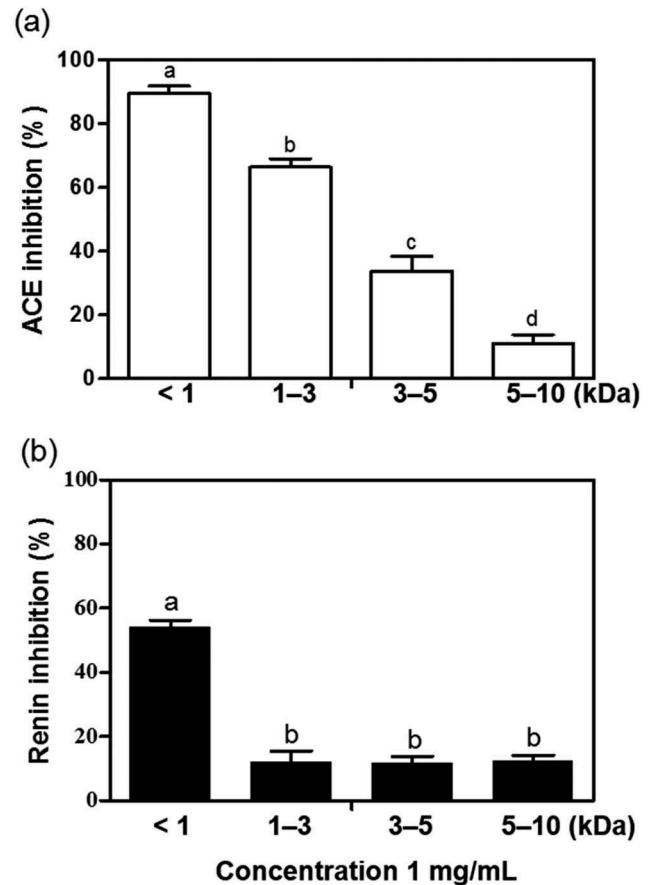 (a)
100
80
60
40
20
0
ACE inhibition (%)
a
b
c
d
< 1 1–3 3–5 5–10 (kDa)
(b)
100
80
60
40
20
0
Renin inhibition (%)
a
b
b
b
< 1 1–3 3–5 5–10 (kDa)
Concentration 1 mg/mL